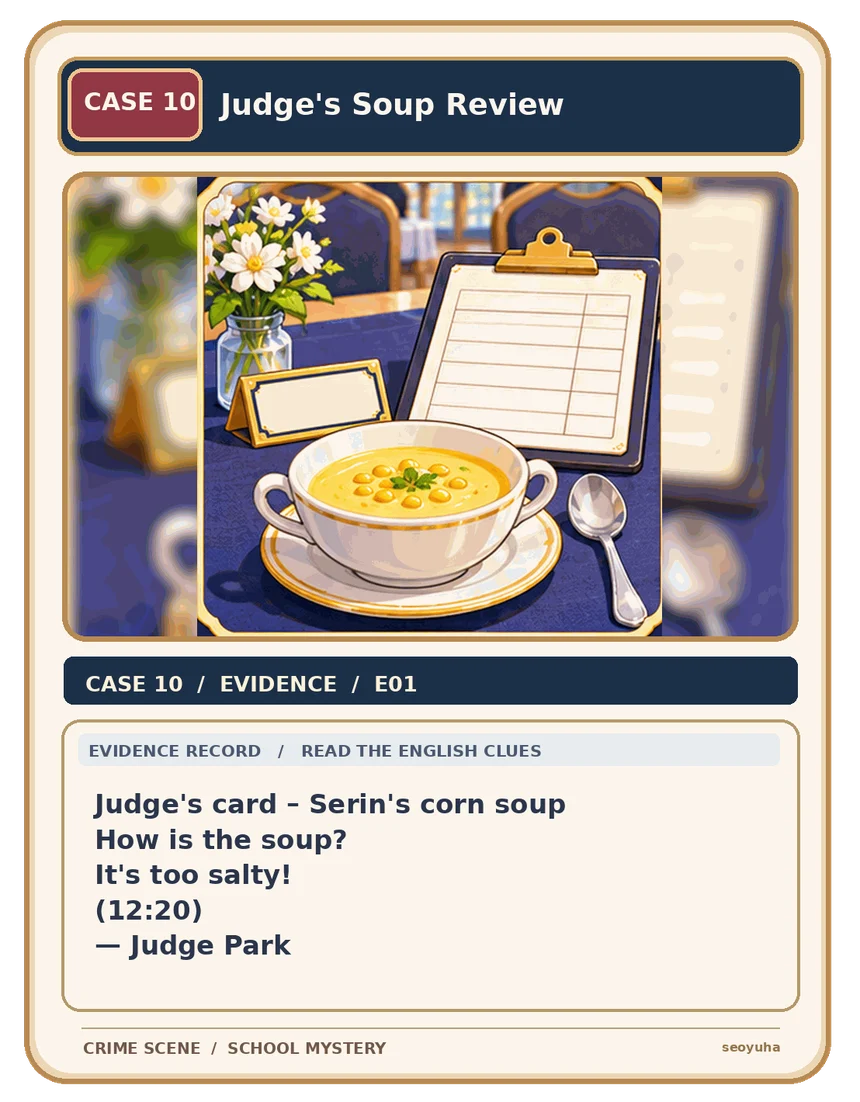 CASE 10 Judge's Soup Review
CASE 10 / EVIDENCE / E01
EVIDENCE RECORD / READ THE ENGLISH CLUES
Judge's card – Serin's corn soup
How is the soup?
It's too salty!
(12:20)
— Judge Park
CRIME SCENE / SCHOOL MYSTERY seoyuha